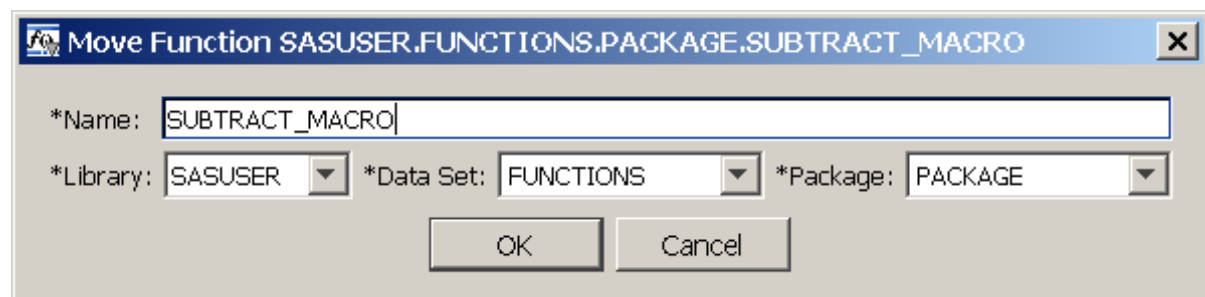 Move Function SASUSER.FUNCTIONS.PACKAGE.SUBTRACT_MACRO
*Name: SUBTRACT_MACRO
*Library: SASUSER *Data Set: FUNCTIONS *Package: PACKAGE
OK Cancel